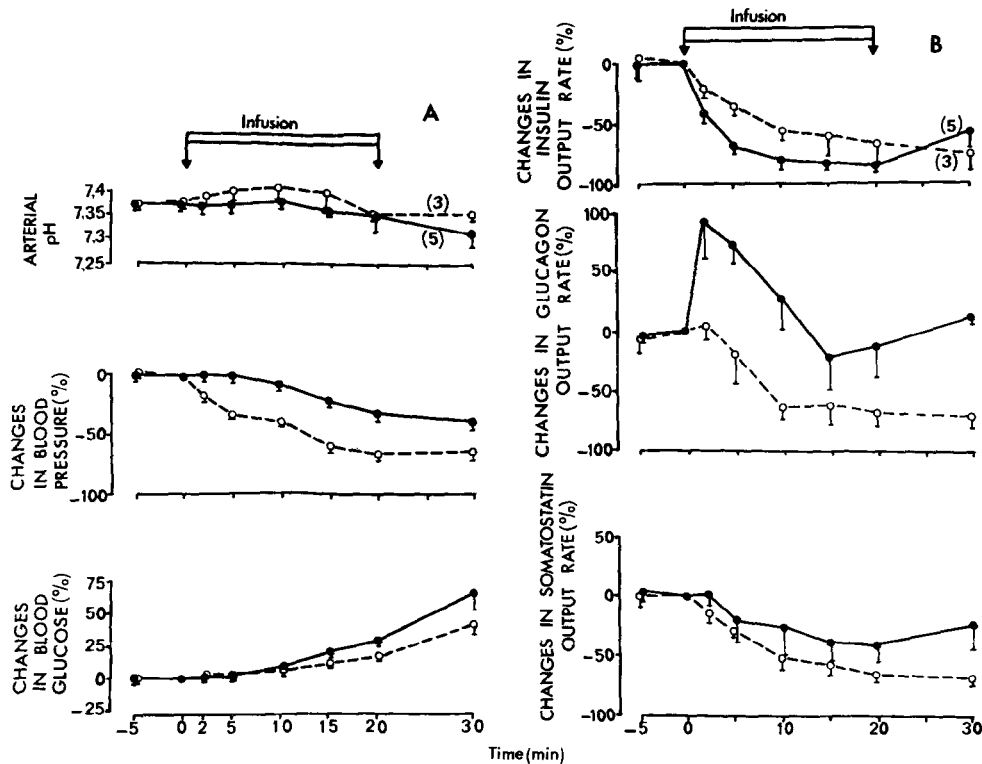 A
Infusion
7,4
7.35
7.3
7,25
ARTERIAL
pH
(3)
(5)
0
-50
-100
CHANGES
IN BLOOD
PRESSURE(%)
75
50
25
0
-25
CHANGES
IN BLOOD
GLUCOSE(%)
-5 0 2 5 10 15 20 30
B
Infusion
0
-50
-100
CHANGES IN
INSULIN
OUTPUT RATE(%)
(5)
(3)
100
50
0
-50
-100
CHANGES IN GLUCAGON
OUTPUT RATE(%)
50
0
-50
-100
CHANGES IN SOMATOSTATIN
OUTPUT RATE(%)
-5 0 5 10 15 20 30
Time(min)